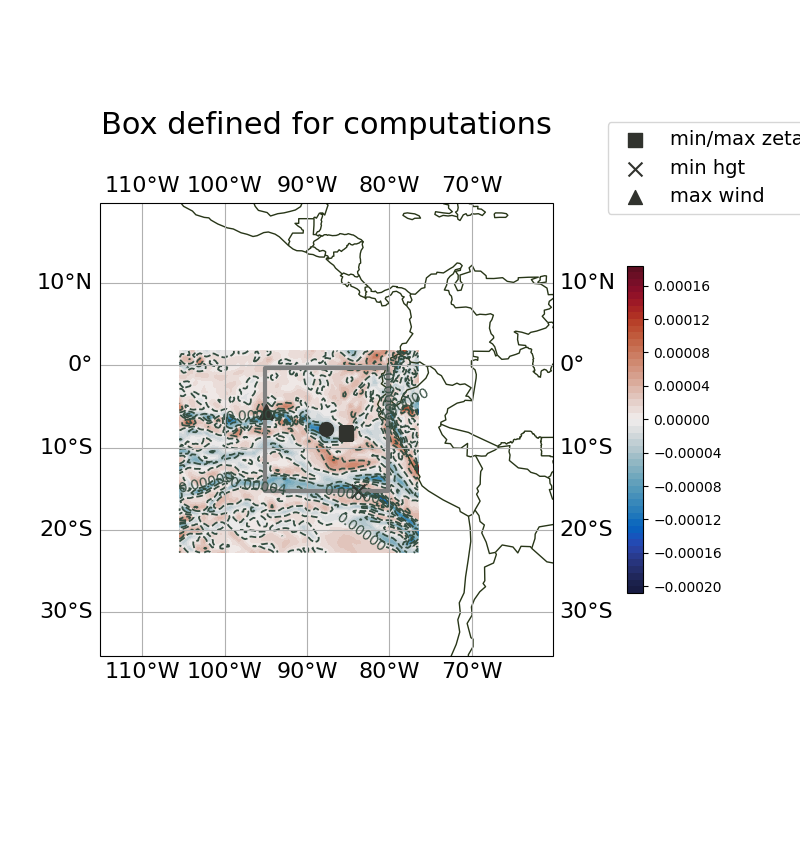 Box defined for computations
min/max zeta
min hgt
max wind
110°W 100°W 90°W 80°W 70°W
10°N 10°N
0° 0°
10°S 10°S
20°S 20°S
30°S 30°S
110°W 100°W 90°W 80°W 70°W
0.00016
0.00012
0.00008
0.00004
0.00000
−0.00004
−0.00008
−0.00012
−0.00016
−0.00020
0.00000